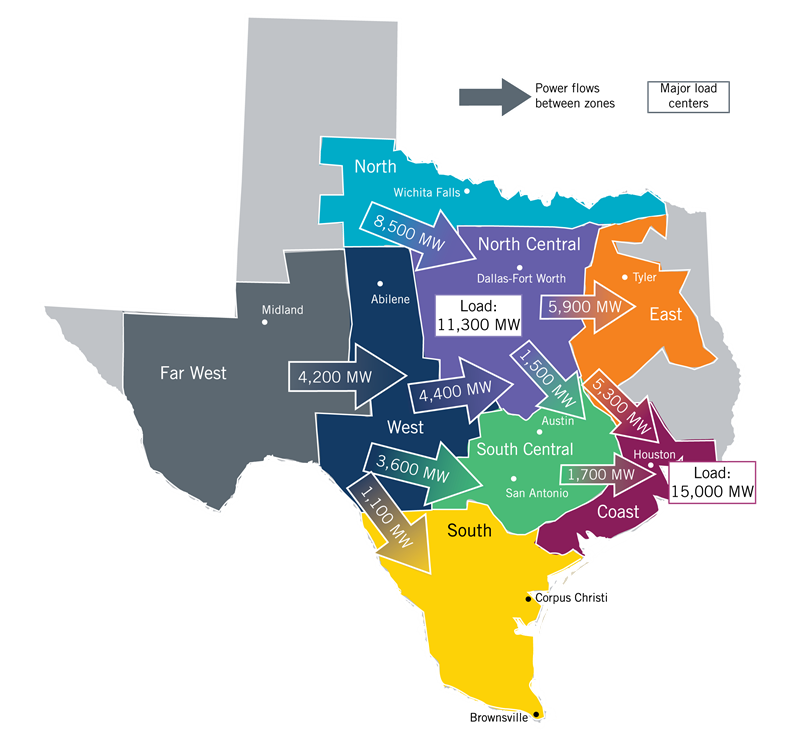 Power flows
between zones
Major load
centers
North
Wichita Falls
8,500 MW
North Central
Dallas-Fort Worth
Tyler
Abilene
Midland
Load:
11,300 MW
5,900 MW
East
Far West
4,200 MW
4,400 MW
1,500 MW
5,300 MW
West
Austin
South Central
Houston
3,600 MW
1,700 MW
Load:
15,000 MW
San Antonio
1,100 MW
Coast
South
Corpus Christi
Brownsville